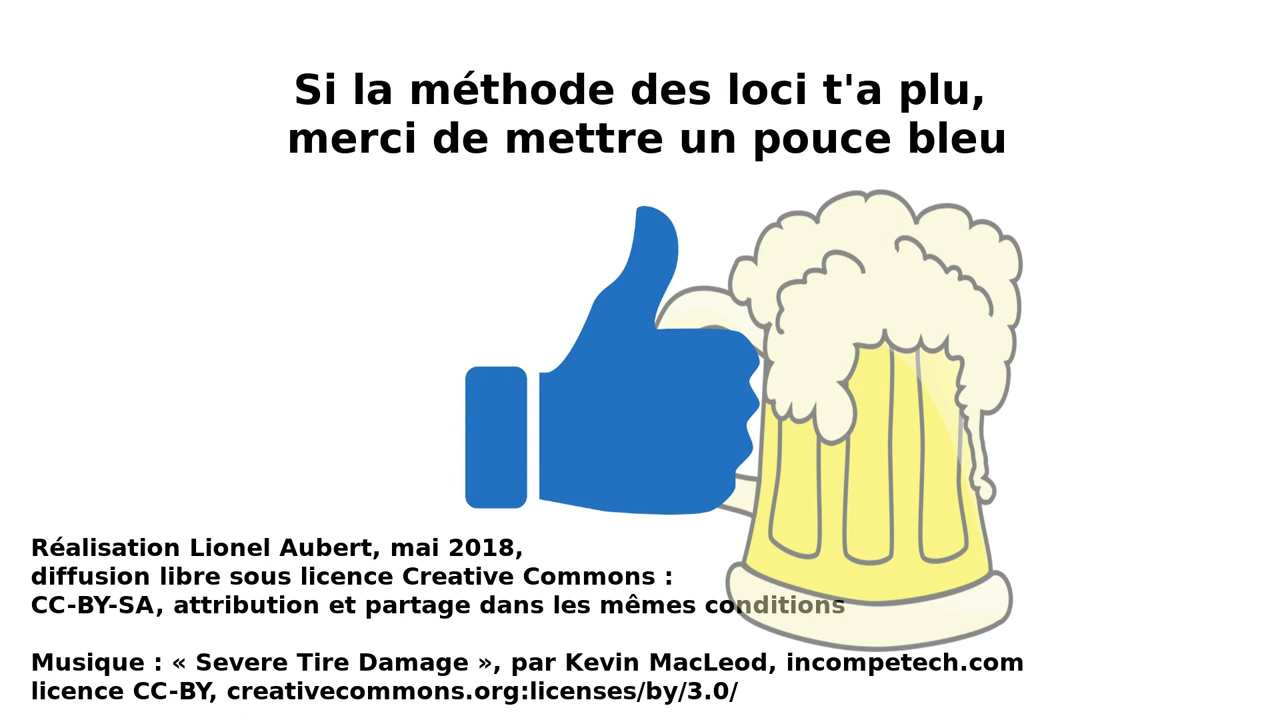 Si la méthode des loci t'a plu,
merci de mettre un pouce bleu
Réalisation Lionel Aubert, mai 2018,
diffusion libre sous licence Creative Commons :
CC-BY-SA, attribution et partage dans les mêmes conditions
Musique : « Severe Tire Damage », par Kevin MacLeod, incompetech.com
licence CC-BY, creativecommons.org:licenses/by/3.0/